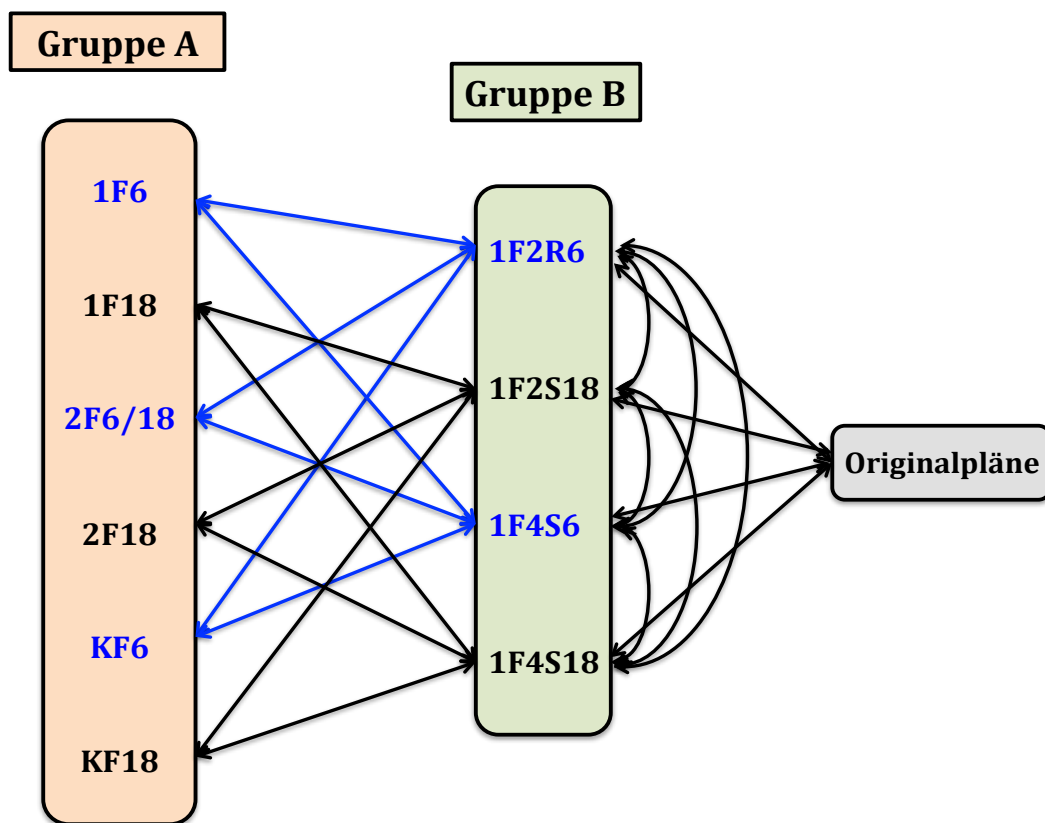 Gruppe A
1F6
1F18
2F6/18
2F18
KF6
KF18
Gruppe B
1F2R6
1F2S18
1F4S6
1F4S18
Originalpläne